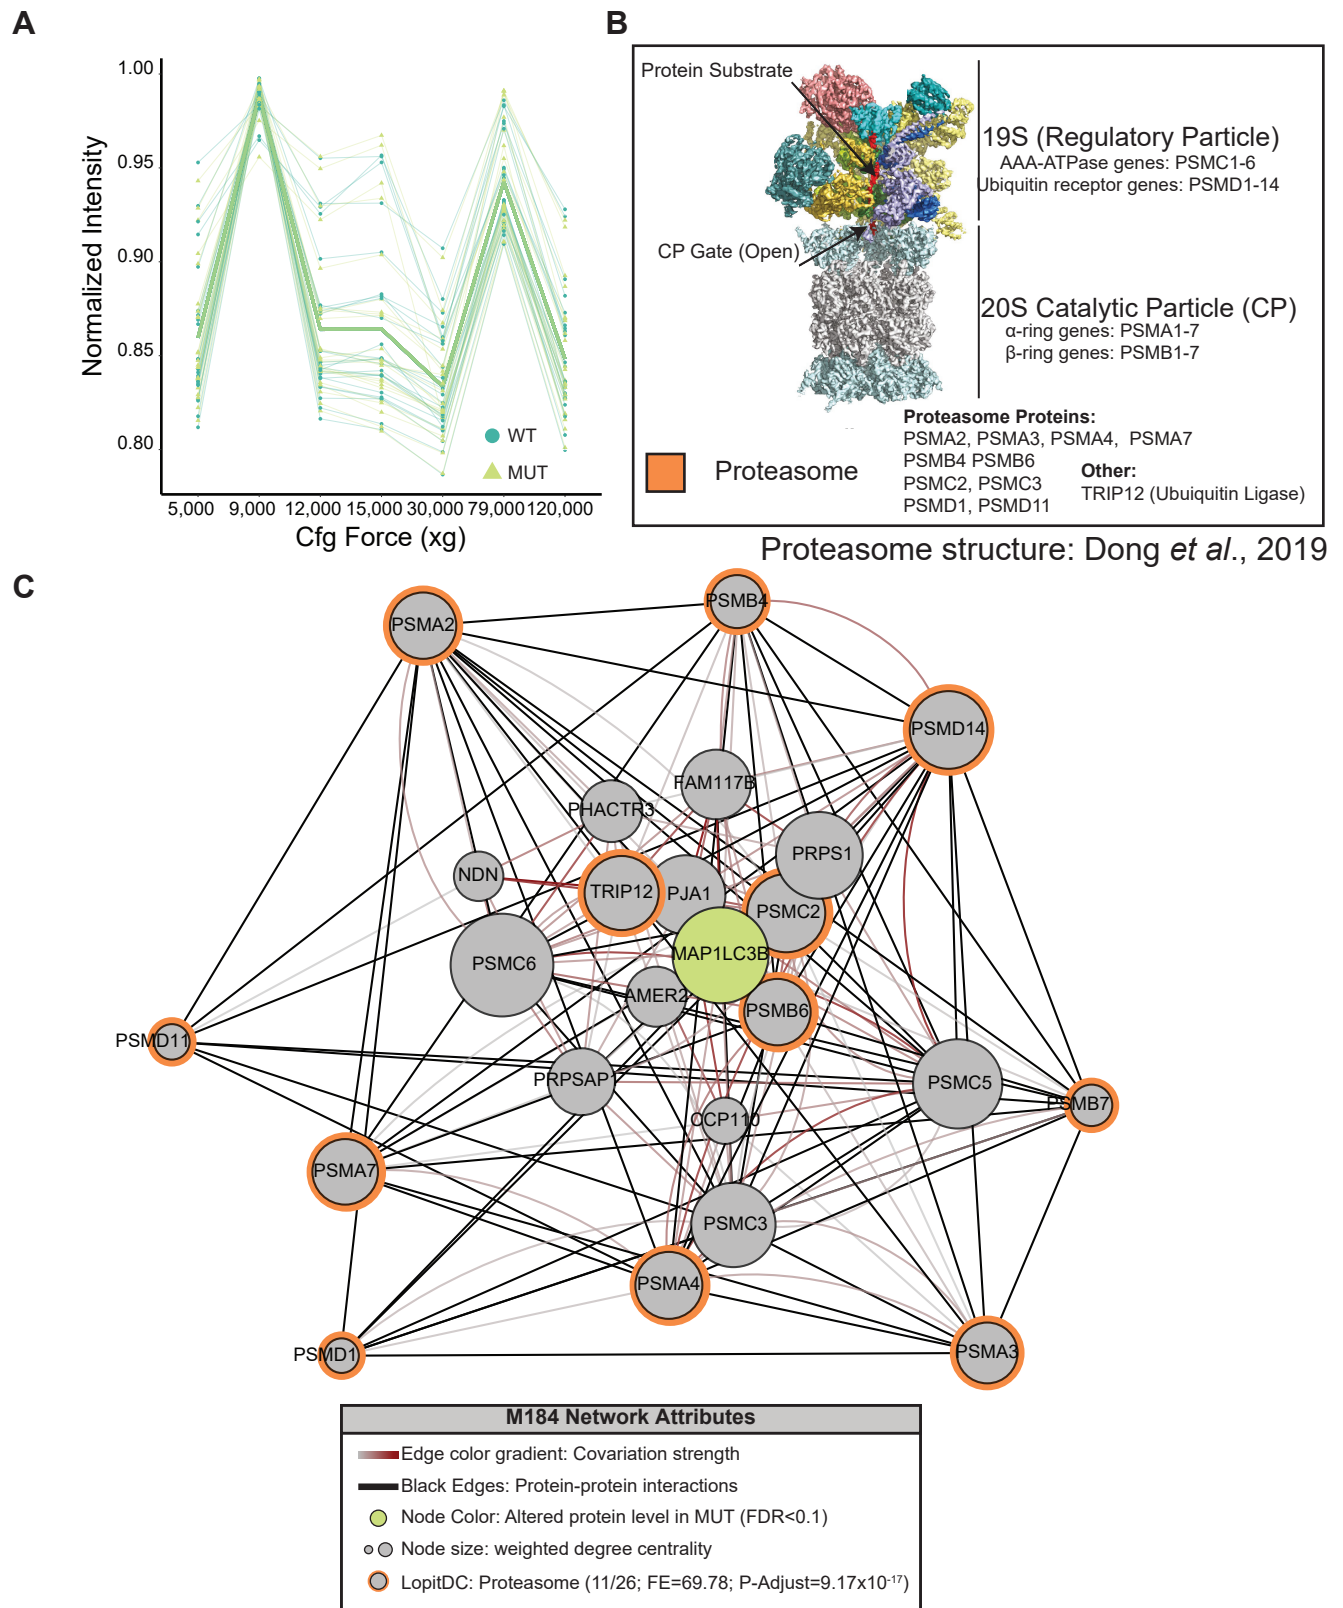 A
B
1.00
0.95
0.90
0.85
0.80
Normalized Intensity
WT
MUT
5,000 9,000 12,000 15,000 30,000 79,000 120,000
Cfg Force (xg)
Protein Substrate
CP Gate (Open)
19S (Regulatory Particle)
AAA-ATPase genes: PSMC1-6
Ubiquitin receptor genes: PSMD1-14
20S Catalytic Particle (CP)
α-ring genes: PSMA1-7
β-ring genes: PSMB1-7
Proteasome
Proteasome Proteins:
PSMA2, PSMA3, PSMA4, PSMA7
PSMB4 PSMB6
PSMC2, PSMC3
PSMD1, PSMD11
Other:
TRIP12 (Ubuiquitin Ligase)
Proteasome structure: Dong et al., 2019
C
PSMB4
PSMA2
PSMD14
FAM117B
PHACTR3
PRPS1
NDN
TRIP12
PJA1
PSMC2
MAP1LC3B
PSMC6
AMER2
PSMB6
PSMD11
PRPSAP1
PSMC5
PSMB7
CCP110
PSMA7
PSMC3
PSMA4
PSMD1
PSMA3
M184 Network Attributes
Edge color gradient: Covariation strength
Black Edges: Protein-protein interactions
Node Color: Altered protein level in MUT (FDR<0.1)
Node size: weighted degree centrality
LopitDC: Proteasome (11/26; FE=69.78; P-Adjust=9.17x10⁻¹⁷)